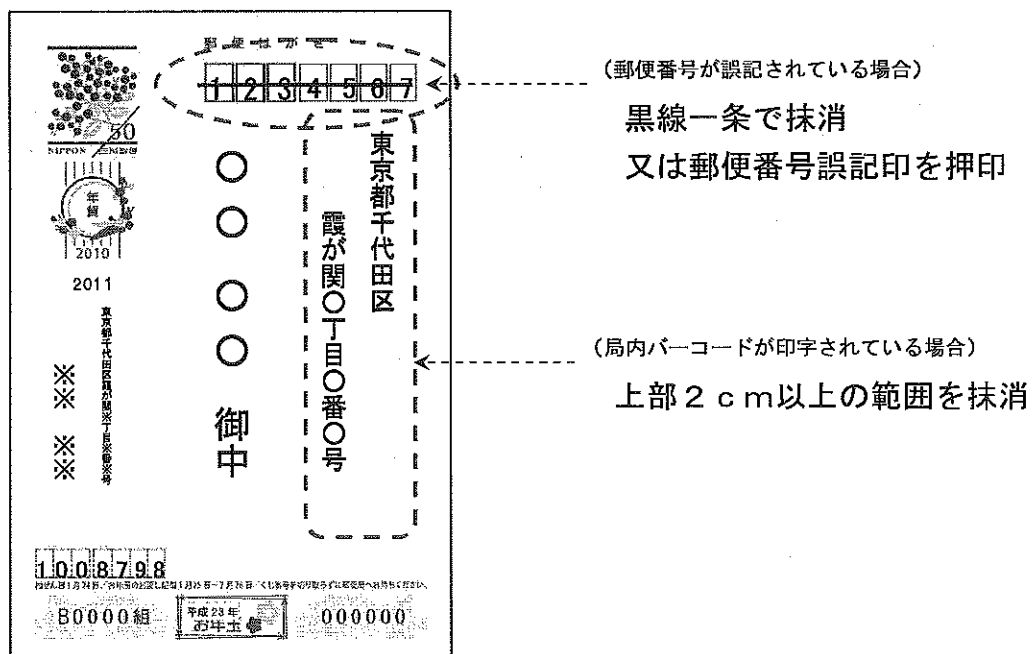 郵便はがき
1234567
50
NIPPON
年賀
2010
2011
東京都千代田区
霞が関〇丁目〇番〇号
〇〇 〇〇 御中
東京都千代田区霞が関※丁目※番※号
※※ ※※
1008798
B0000組
平成23年
お年玉
000000
(郵便番号が誤記されている場合)
黒線一条で抹消
又は郵便番号誤記印を押印
(局内バーコードが印字されている場合)
上部2cm以上の範囲を抹消